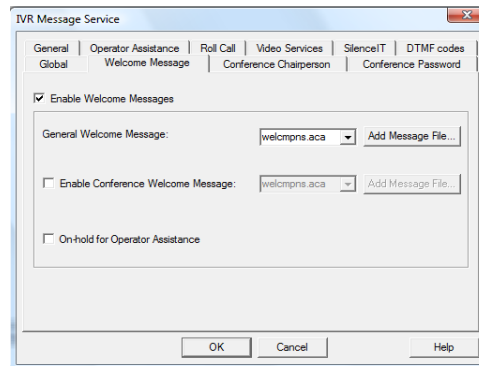 IVR Message Service
General Operator Assistance Roll Call Video Services SilenceIT DTMF codes
Global Welcome Message Conference Chairperson Conference Password
Enable Welcome Messages
General Welcome Message: welcmpns.aca Add Message File...
Enable Conference Welcome Message: welcmpns.aca Add Message File...
On-hold for Operator Assistance
OK Cancel Help